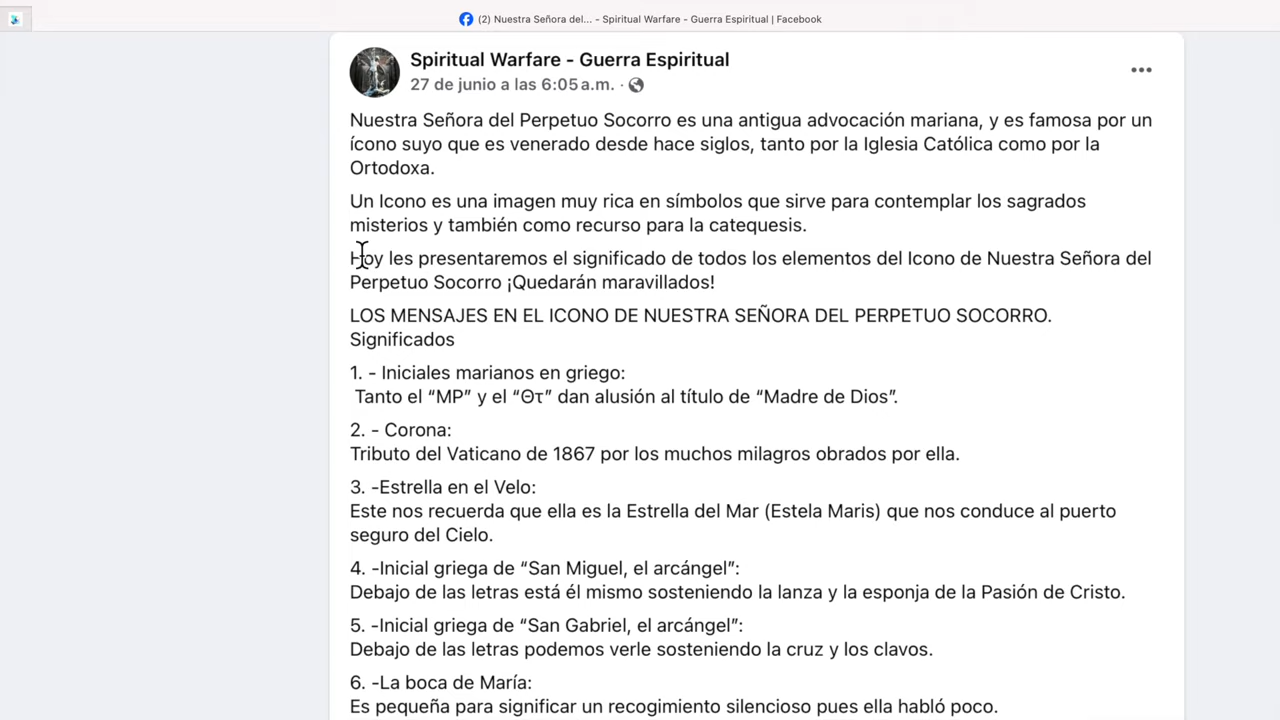 (2) Nuestra Señora del... - Spiritual Warfare - Guerra Espiritual | Facebook
Spiritual Warfare - Guerra Espiritual
27 de junio a las 6:05 a.m. ·
Nuestra Señora del Perpetuo Socorro es una antigua advocación mariana, y es famosa por un
ícono suyo que es venerado desde hace siglos, tanto por la Iglesia Católica como por la
Ortodoxa.
Un Icono es una imagen muy rica en símbolos que sirve para contemplar los sagrados
misterios y también como recurso para la catequesis.
Hoy les presentaremos el significado de todos los elementos del Icono de Nuestra Señora del
Perpetuo Socorro ¡Quedarán maravillados!
LOS MENSAJES EN EL ICONO DE NUESTRA SEÑORA DEL PERPETUO SOCORRO.
Significados
1. - Iniciales marianos en griego:
Tanto el “MP” y el “Θτ” dan alusión al título de “Madre de Dios”.
2. - Corona:
Tributo del Vaticano de 1867 por los muchos milagros obrados por ella.
3. -Estrella en el Velo:
Este nos recuerda que ella es la Estrella del Mar (Estela Maris) que nos conduce al puerto
seguro del Cielo.
4. -Inicial griega de “San Miguel, el arcángel”:
Debajo de las letras está él mismo sosteniendo la lanza y la esponja de la Pasión de Cristo.
5. -Inicial griega de “San Gabriel, el arcángel”:
Debajo de las letras podemos verle sosteniendo la cruz y los clavos.
6. -La boca de María:
Es pequeña para significar un recogimiento silencioso pues ella habló poco.